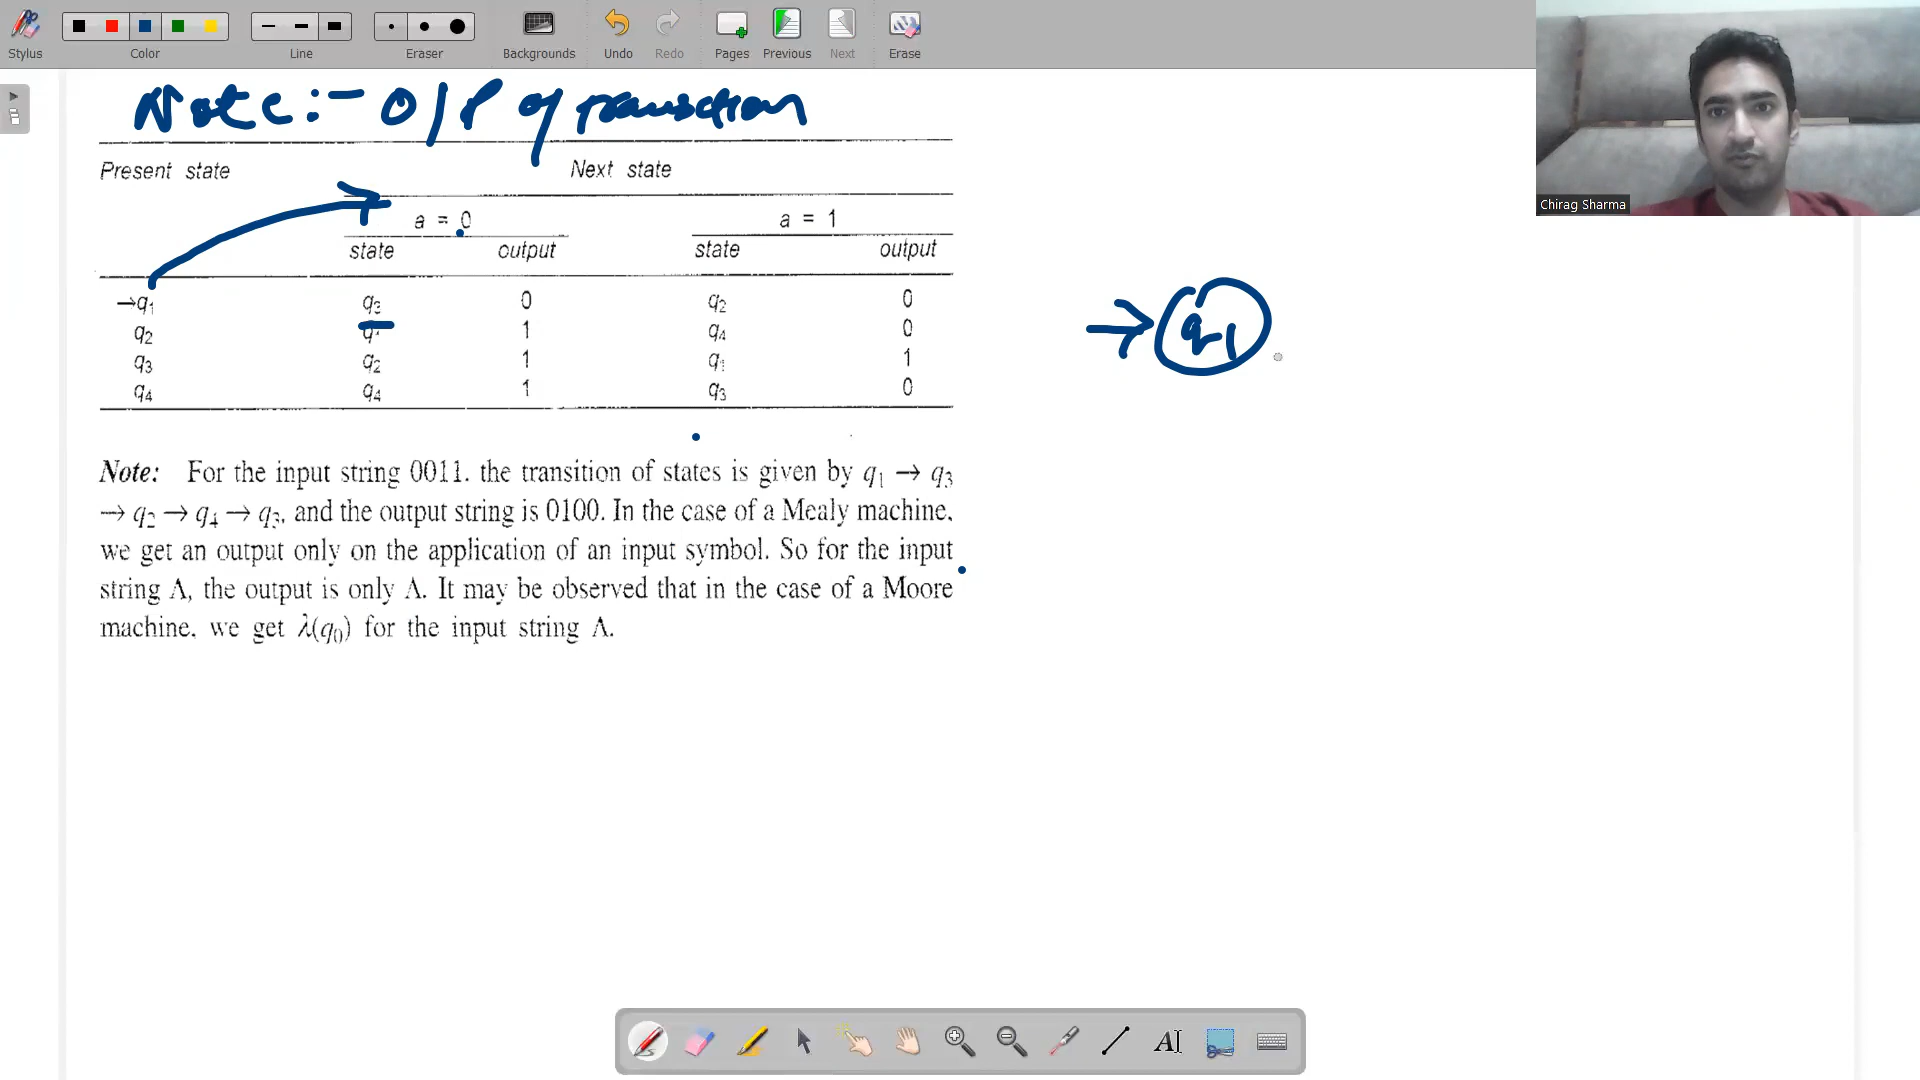 Stylus Color Line Eraser Backgrounds Undo Redo Pages Previous Next Erase
Chirag Sharma
Note:- O/P of transition
Present state Next state
a = 0 a = 1
state output state output
→q1 q3 0 q2 0
q2 q1 1 q4 0
q3 q2 1 q1 1
q4 q4 1 q3 0
→ q1
Note: For the input string 0011. the transition of states is given by q1 → q3
→ q2 → q4 → q3, and the output string is 0100. In the case of a Mealy machine,
we get an output only on the application of an input symbol. So for the input
string Λ, the output is only Λ. It may be observed that in the case of a Moore
machine, we get λ(q0) for the input string Λ.